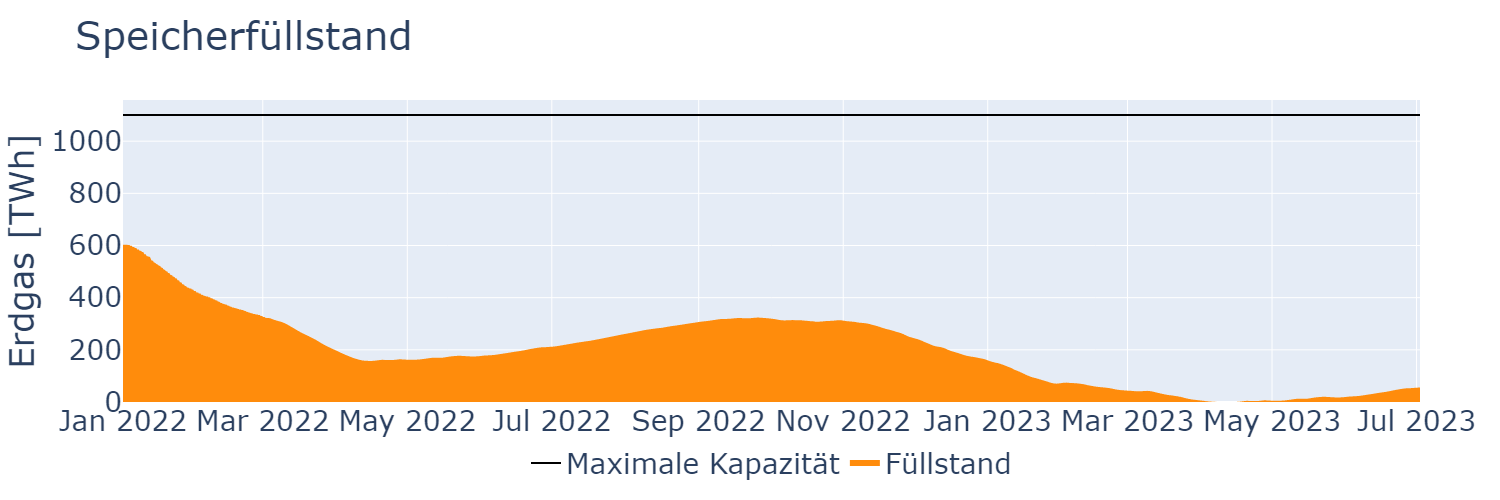 Speicherfüllstand
Erdgas [TWh]
1000
800
600
400
200
0
Jan 2022 Mar 2022 May 2022 Jul 2022 Sep 2022 Nov 2022 Jan 2023 Mar 2023 May 2023 Jul 2023
Maximale Kapazität Füllstand